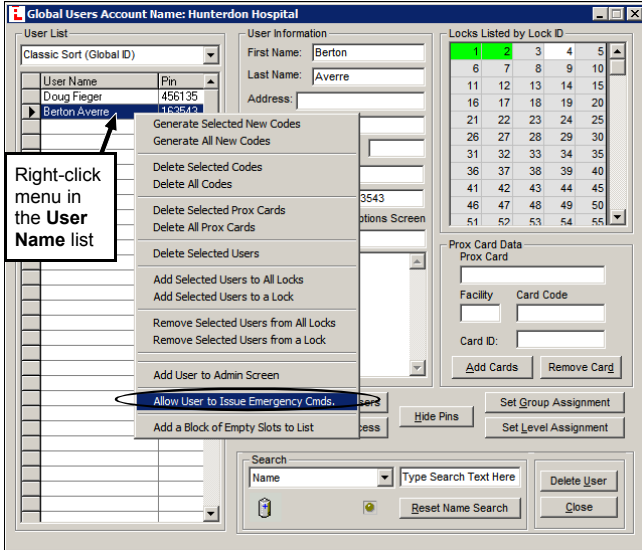 Global Users Account Name: Hunterdon Hospital
User List
Classic Sort (Global ID)
User Name Pin
Doug Fieger 456135
Berton Averre 163543
Right-click
menu in
the User
Name list
Generate Selected New Codes
Generate All New Codes
Delete Selected Codes
Delete All Codes
Delete Selected Prox Cards
Delete All Prox Cards
Delete Selected Users
Add Selected Users to All Locks
Add Selected Users to a Lock
Remove Selected Users from All Locks
Remove Selected Users from a Lock
Add User to Admin Screen
Allow User to Issue Emergency Cmds.
Add a Block of Empty Slots to List
User Information
First Name: Berton
Last Name: Averre
Address:
3543
ptions Screen
sers
cess
Hide Pins
Locks Listed by Lock ID
1 2 3 4 5
6 7 8 9 10
11 12 13 14 15
16 17 18 19 20
21 22 23 24 25
26 27 28 29 30
31 32 33 34 35
36 37 38 39 40
41 42 43 44 45
46 47 48 49 50
51 52 53 54 55
Prox Card Data
Prox Card
Facility Card Code
Card ID:
Add Cards Remove Card
Set Group Assignment
Set Level Assignment
Search
Name Type Search Text Here
Reset Name Search
Delete User
Close